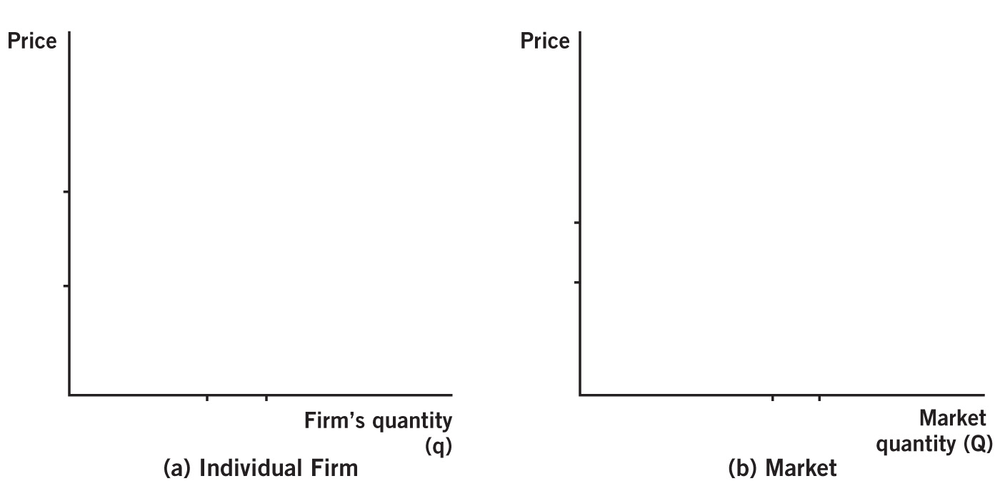 Price
Firm’s quantity
(q)
(a) Individual Firm
Price
Market
quantity (Q)
(b) Market